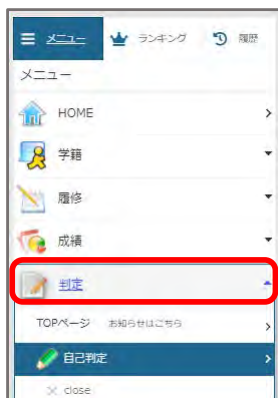 メニュー ランキング 履歴
メニュー
HOME
学籍
履修
成績
判定
TOPページ お知らせはこちら
自己判定
close